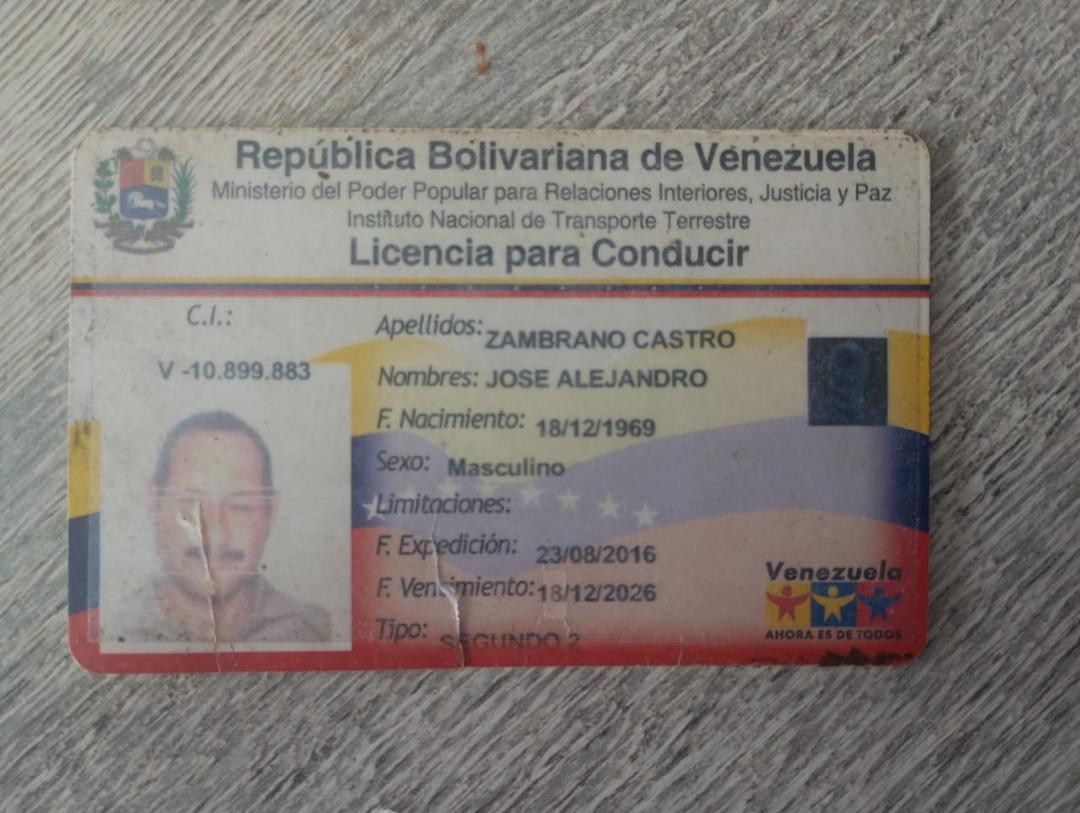 República Bolivariana de Venezuela
Ministerio del Poder Popular para Relaciones Interiores, Justicia y Paz
Instituto Nacional de Transporte Terrestre
Licencia para Conducir
C.I.:
V -10.899.883
Apellidos: ZAMBRANO CASTRO
Nombres: JOSE ALEJANDRO
F. Nacimiento: 18/12/1969
Sexo: Masculino
Limitaciones:
F. Expedición: 23/08/2016
F. Vencimiento: 18/12/2026
Tipo: SEGUNDO 2
Venezuela
AHORA ES DE TODOS